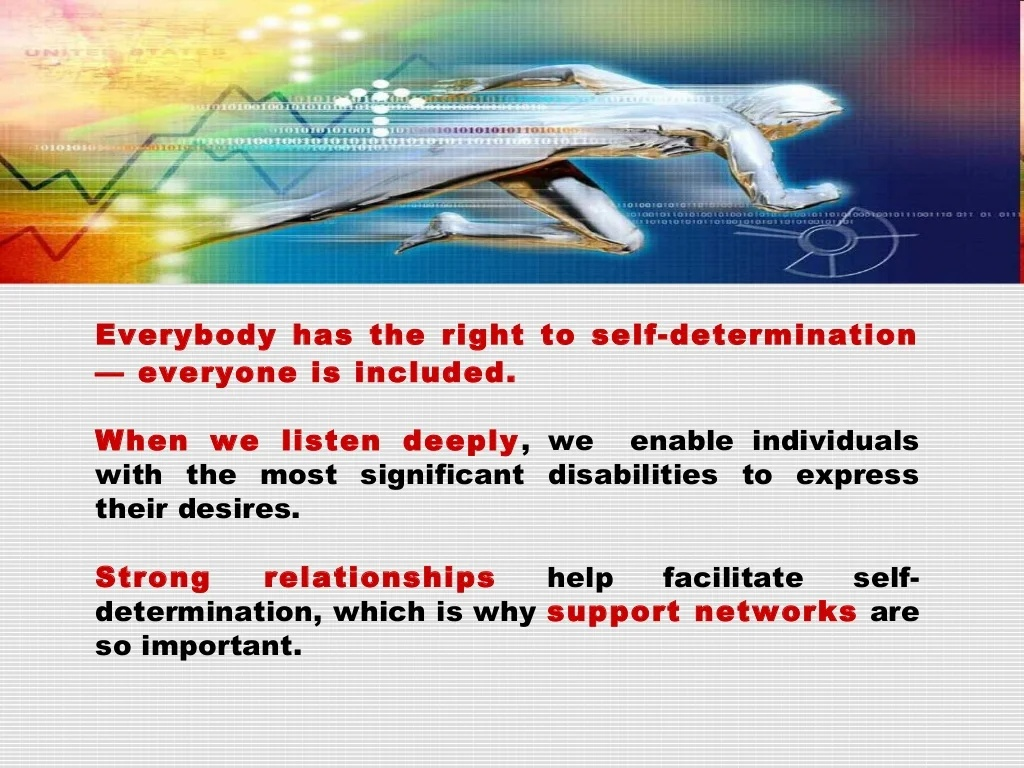 UNITED STATES
Everybody has the right to self-determination
— everyone is included.
When we listen deeply, we enable individuals
with the most significant disabilities to express
their desires.
Strong relationships help facilitate self-
determination, which is why support networks are
so important.